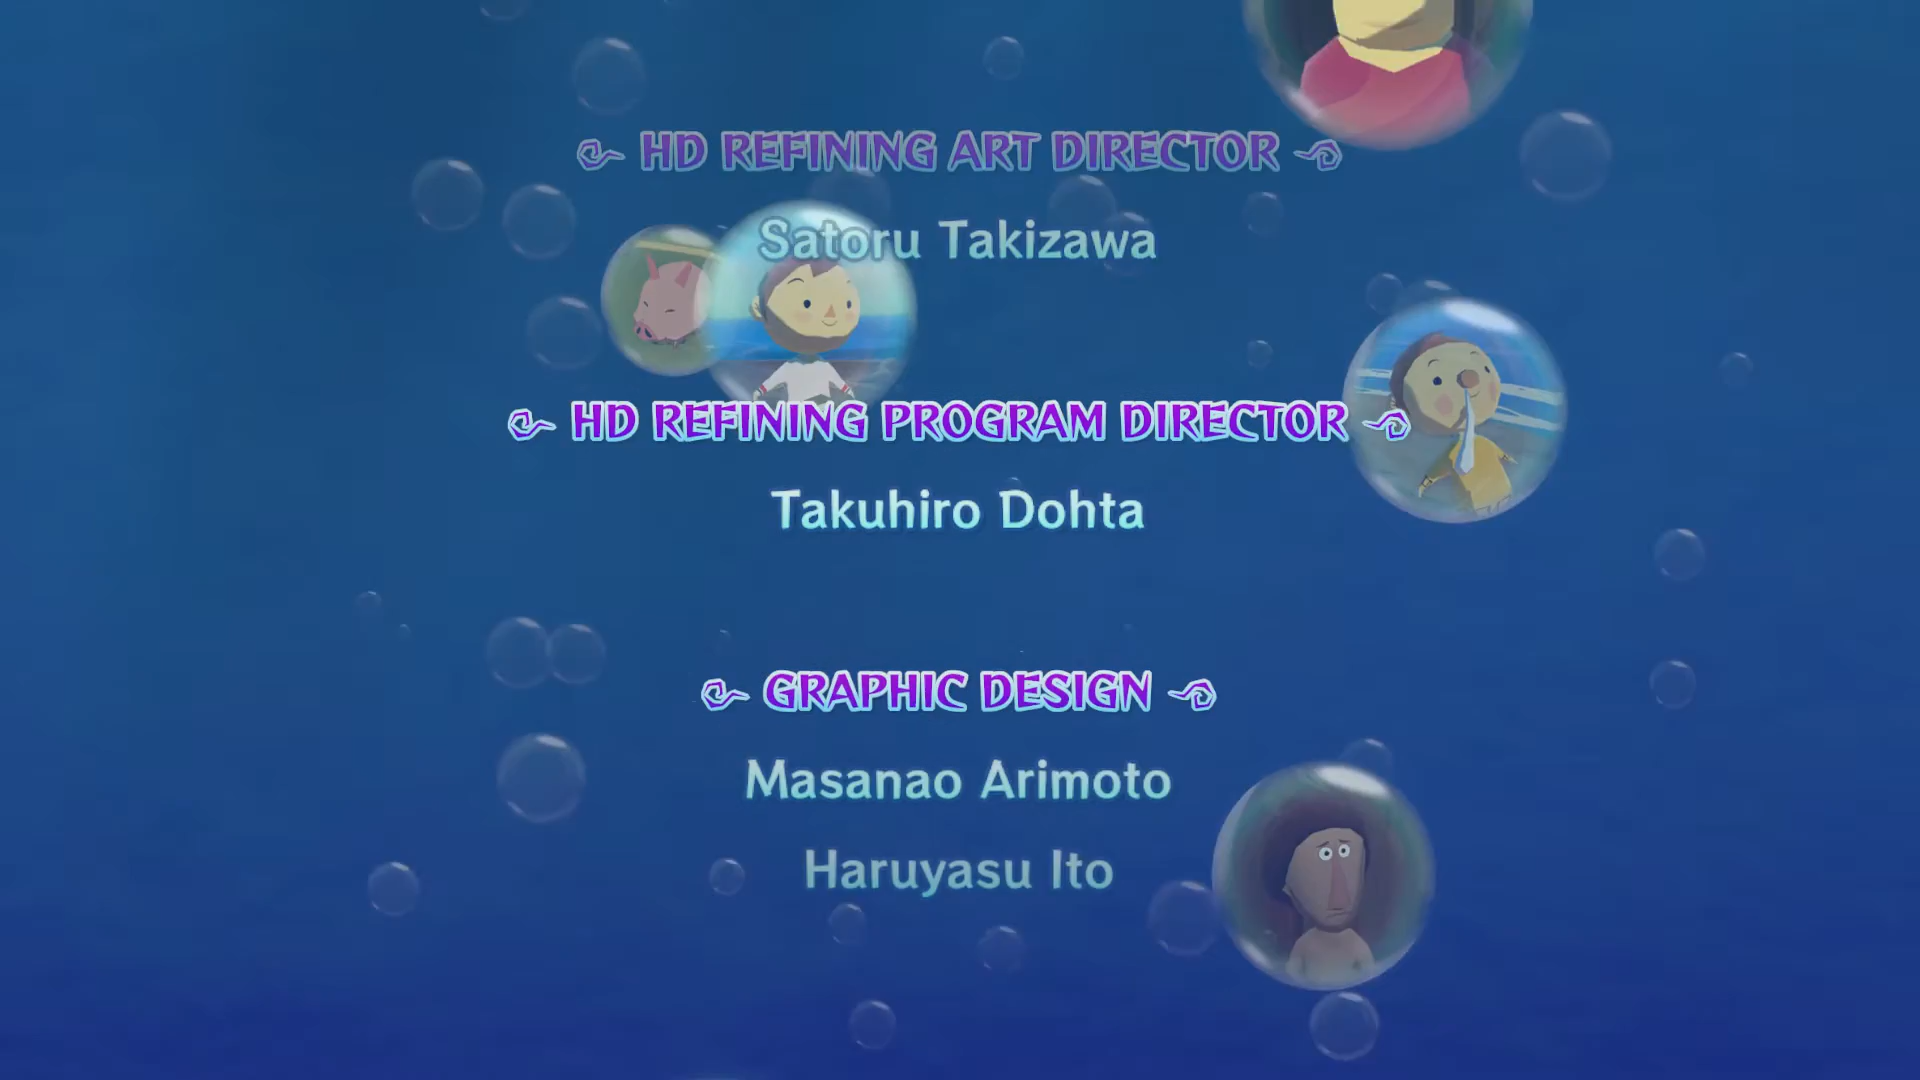 HD REFINING ART DIRECTOR
Satoru Takizawa
HD REFINING PROGRAM DIRECTOR
Takuhiro Dohta
GRAPHIC DESIGN
Masanao Arimoto
Haruyasu Ito